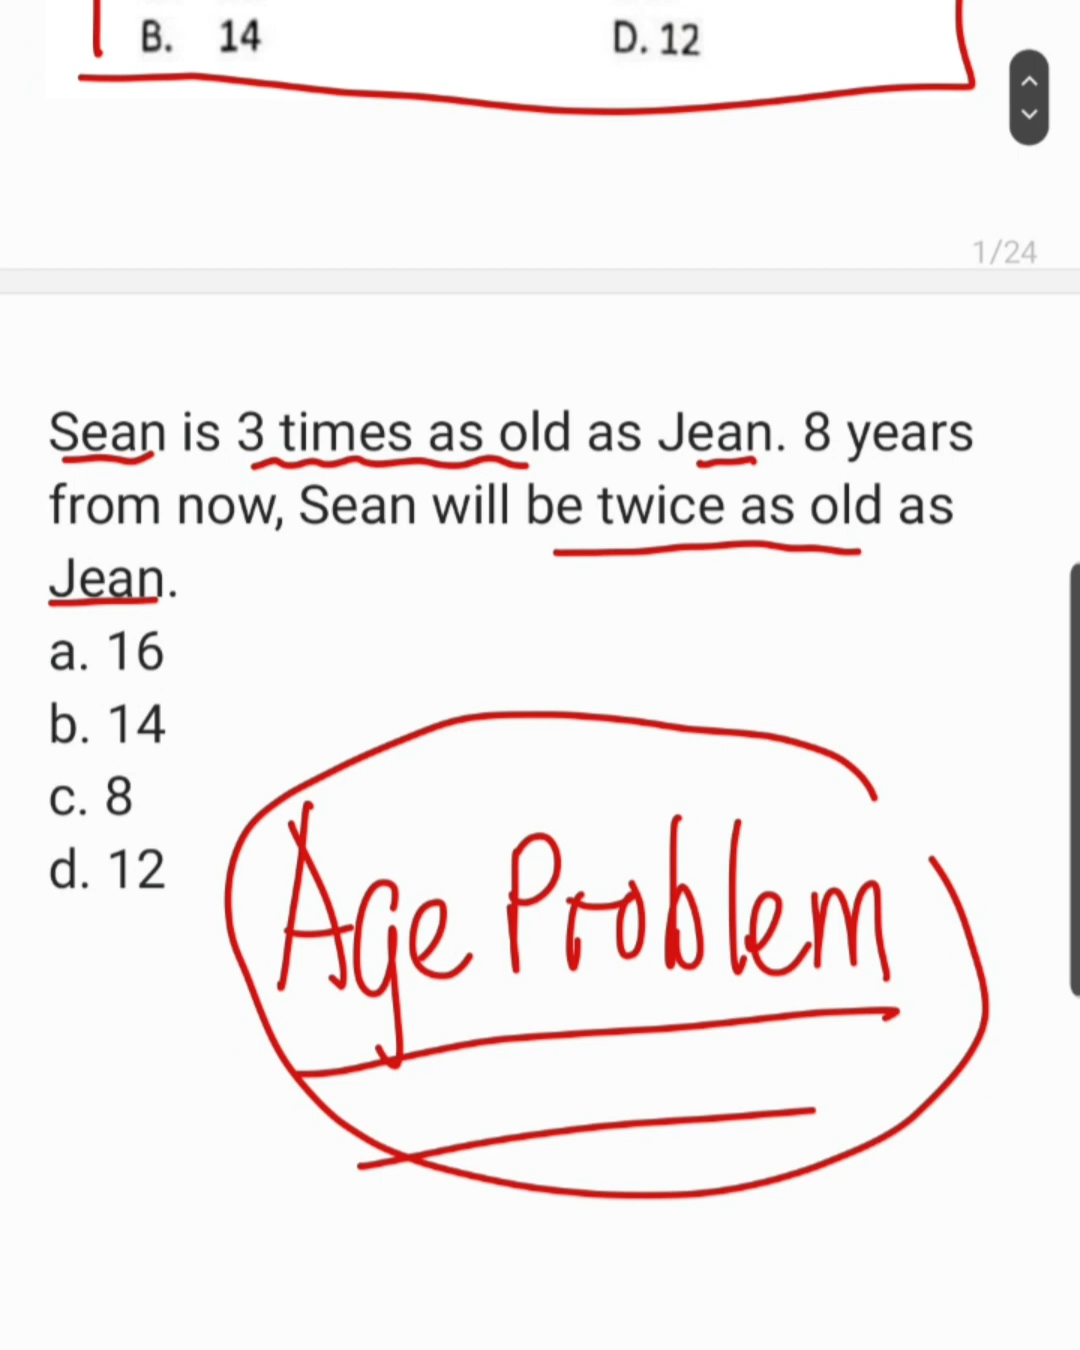 B. 14 D. 12
1/24
Sean is 3 times as old as Jean. 8 years
from now, Sean will be twice as old as
Jean.
a. 16
b. 14
c. 8
d. 12
Age Problem